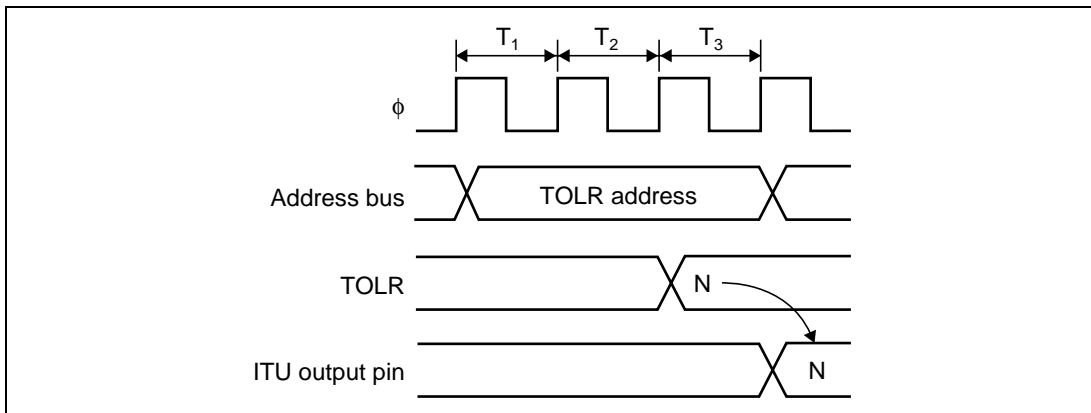 T1 T2 T3
φ
Address bus TOLR address
TOLR N
ITU output pin N